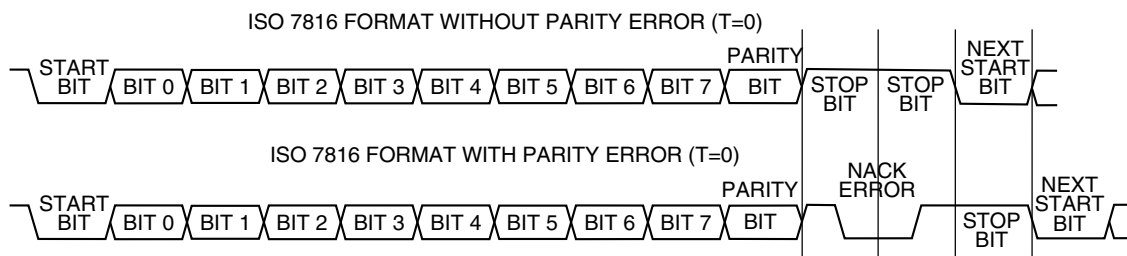 ISO 7816 FORMAT WITHOUT PARITY ERROR (T=0)
START BIT BIT 0 BIT 1 BIT 2 BIT 3 BIT 4 BIT 5 BIT 6 BIT 7 PARITY BIT STOP BIT STOP BIT NEXT START BIT
ISO 7816 FORMAT WITH PARITY ERROR (T=0)
START BIT BIT 0 BIT 1 BIT 2 BIT 3 BIT 4 BIT 5 BIT 6 BIT 7 PARITY BIT NACK ERROR STOP BIT NEXT START BIT